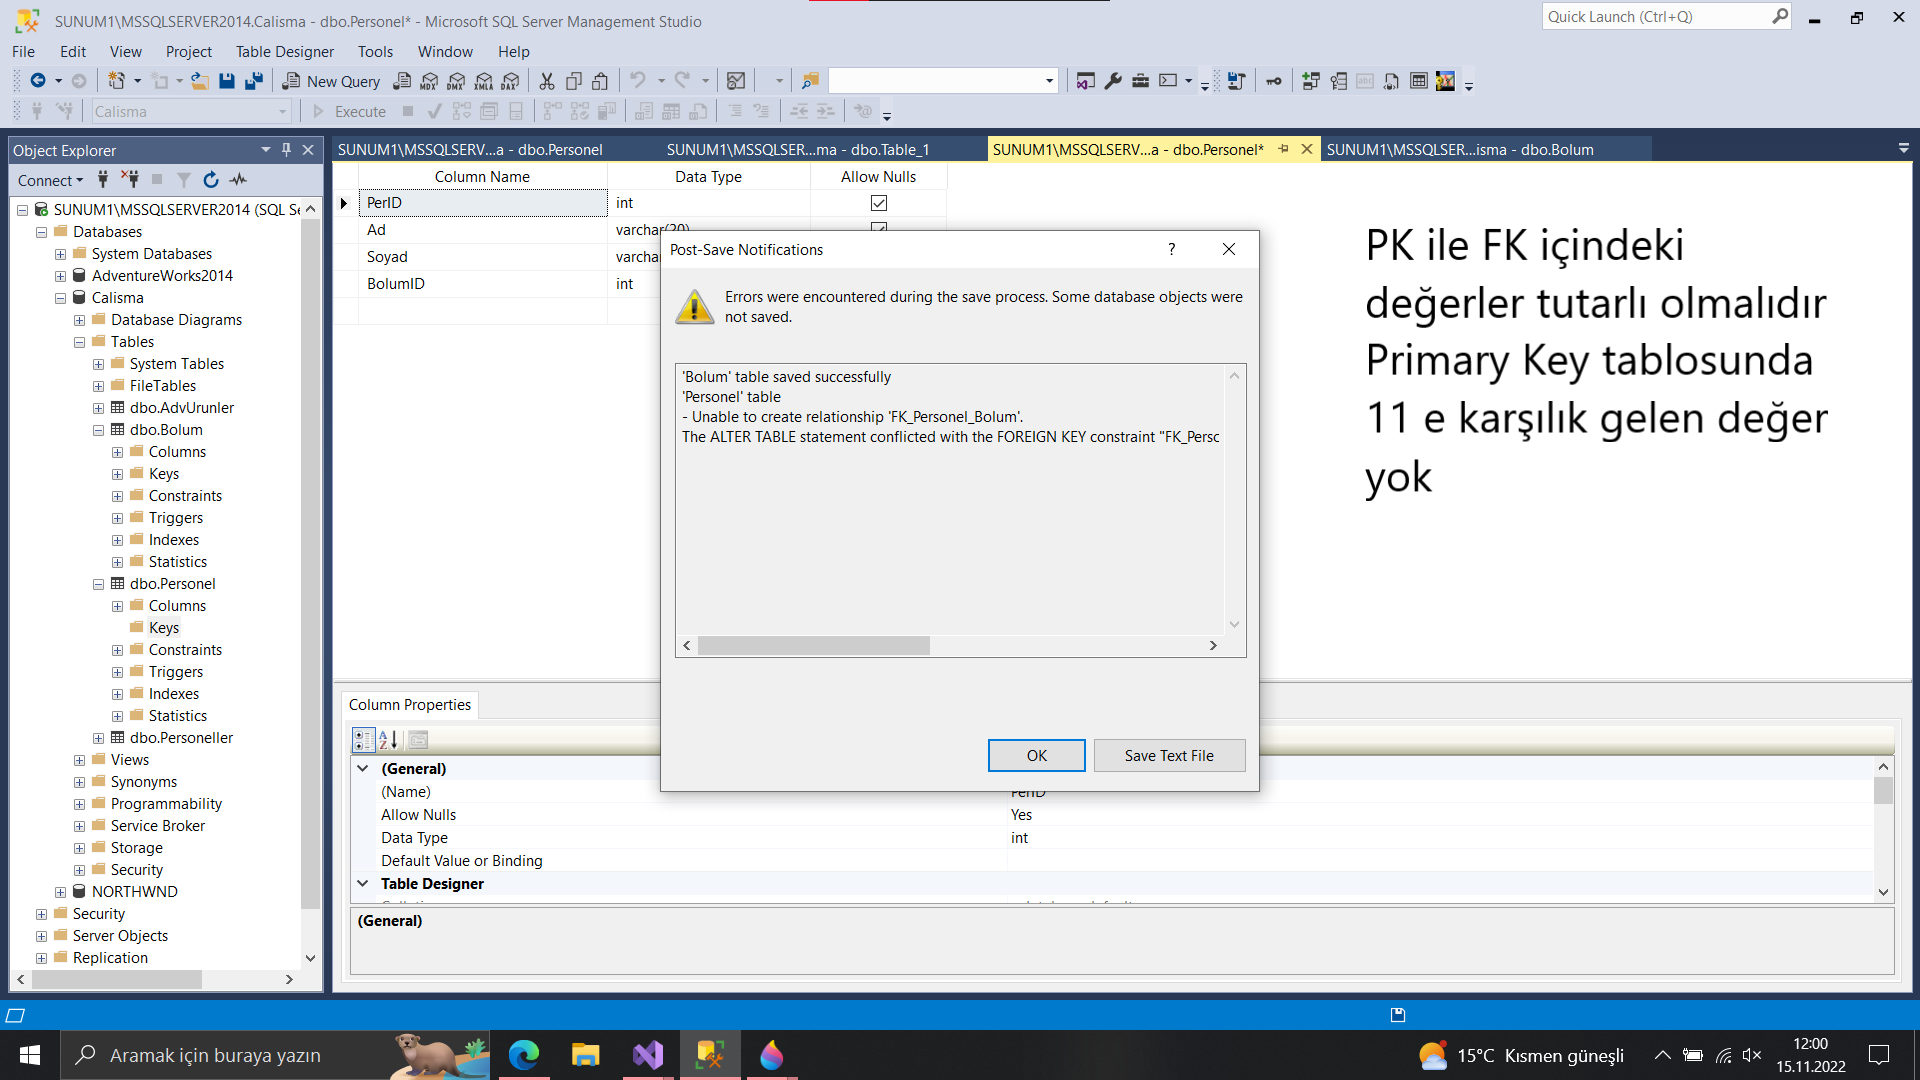 SUNUM1\MSSQLSERVER2014.Calisma - dbo.Personel* - Microsoft SQL Server Management Studio
Quick Launch (Ctrl+Q)
File Edit View Project Table Designer Tools Window Help
New Query MDX DMX XMLA DAX
Calisma Execute
Object Explorer
SUNUM1\MSSQLSERV...a - dbo.Personel SUNUM1\MSSQLSER...ma - dbo.Table_1 SUNUM1\MSSQLSERV...a - dbo.Personel* SUNUM1\MSSQLSER...isma - dbo.Bolum
Connect
SUNUM1\MSSQLSERVER2014 (SQL Se
Databases
System Databases
AdventureWorks2014
Calisma
Database Diagrams
Tables
System Tables
FileTables
dbo.AdvUrunler
dbo.Bolum
Columns
Keys
Constraints
Triggers
Indexes
Statistics
dbo.Personel
Columns
Keys
Constraints
Triggers
Indexes
Statistics
dbo.Personeller
Views
Synonyms
Programmability
Service Broker
Storage
Security
NORTHWND
Security
Server Objects
Replication
Column Name Data Type Allow Nulls
PerID int
Ad varchar(20)
Soyad varchar
BolumID int
Post-Save Notifications ?
Errors were encountered during the save process. Some database objects were
not saved.
'Bolum' table saved successfully
'Personel' table
- Unable to create relationship 'FK_Personel_Bolum'.
The ALTER TABLE statement conflicted with the FOREIGN KEY constraint "FK_Persc
OK Save Text File
PK ile FK içindeki
değerler tutarlı olmalıdır
Primary Key tablosunda
11 e karşılık gelen değer
yok
Column Properties
(General)
(Name) PerID
Allow Nulls Yes
Data Type int
Default Value or Binding
Table Designer
(General)
Aramak için buraya yazın
15°C Kısmen güneşli
12:00
15.11.2022